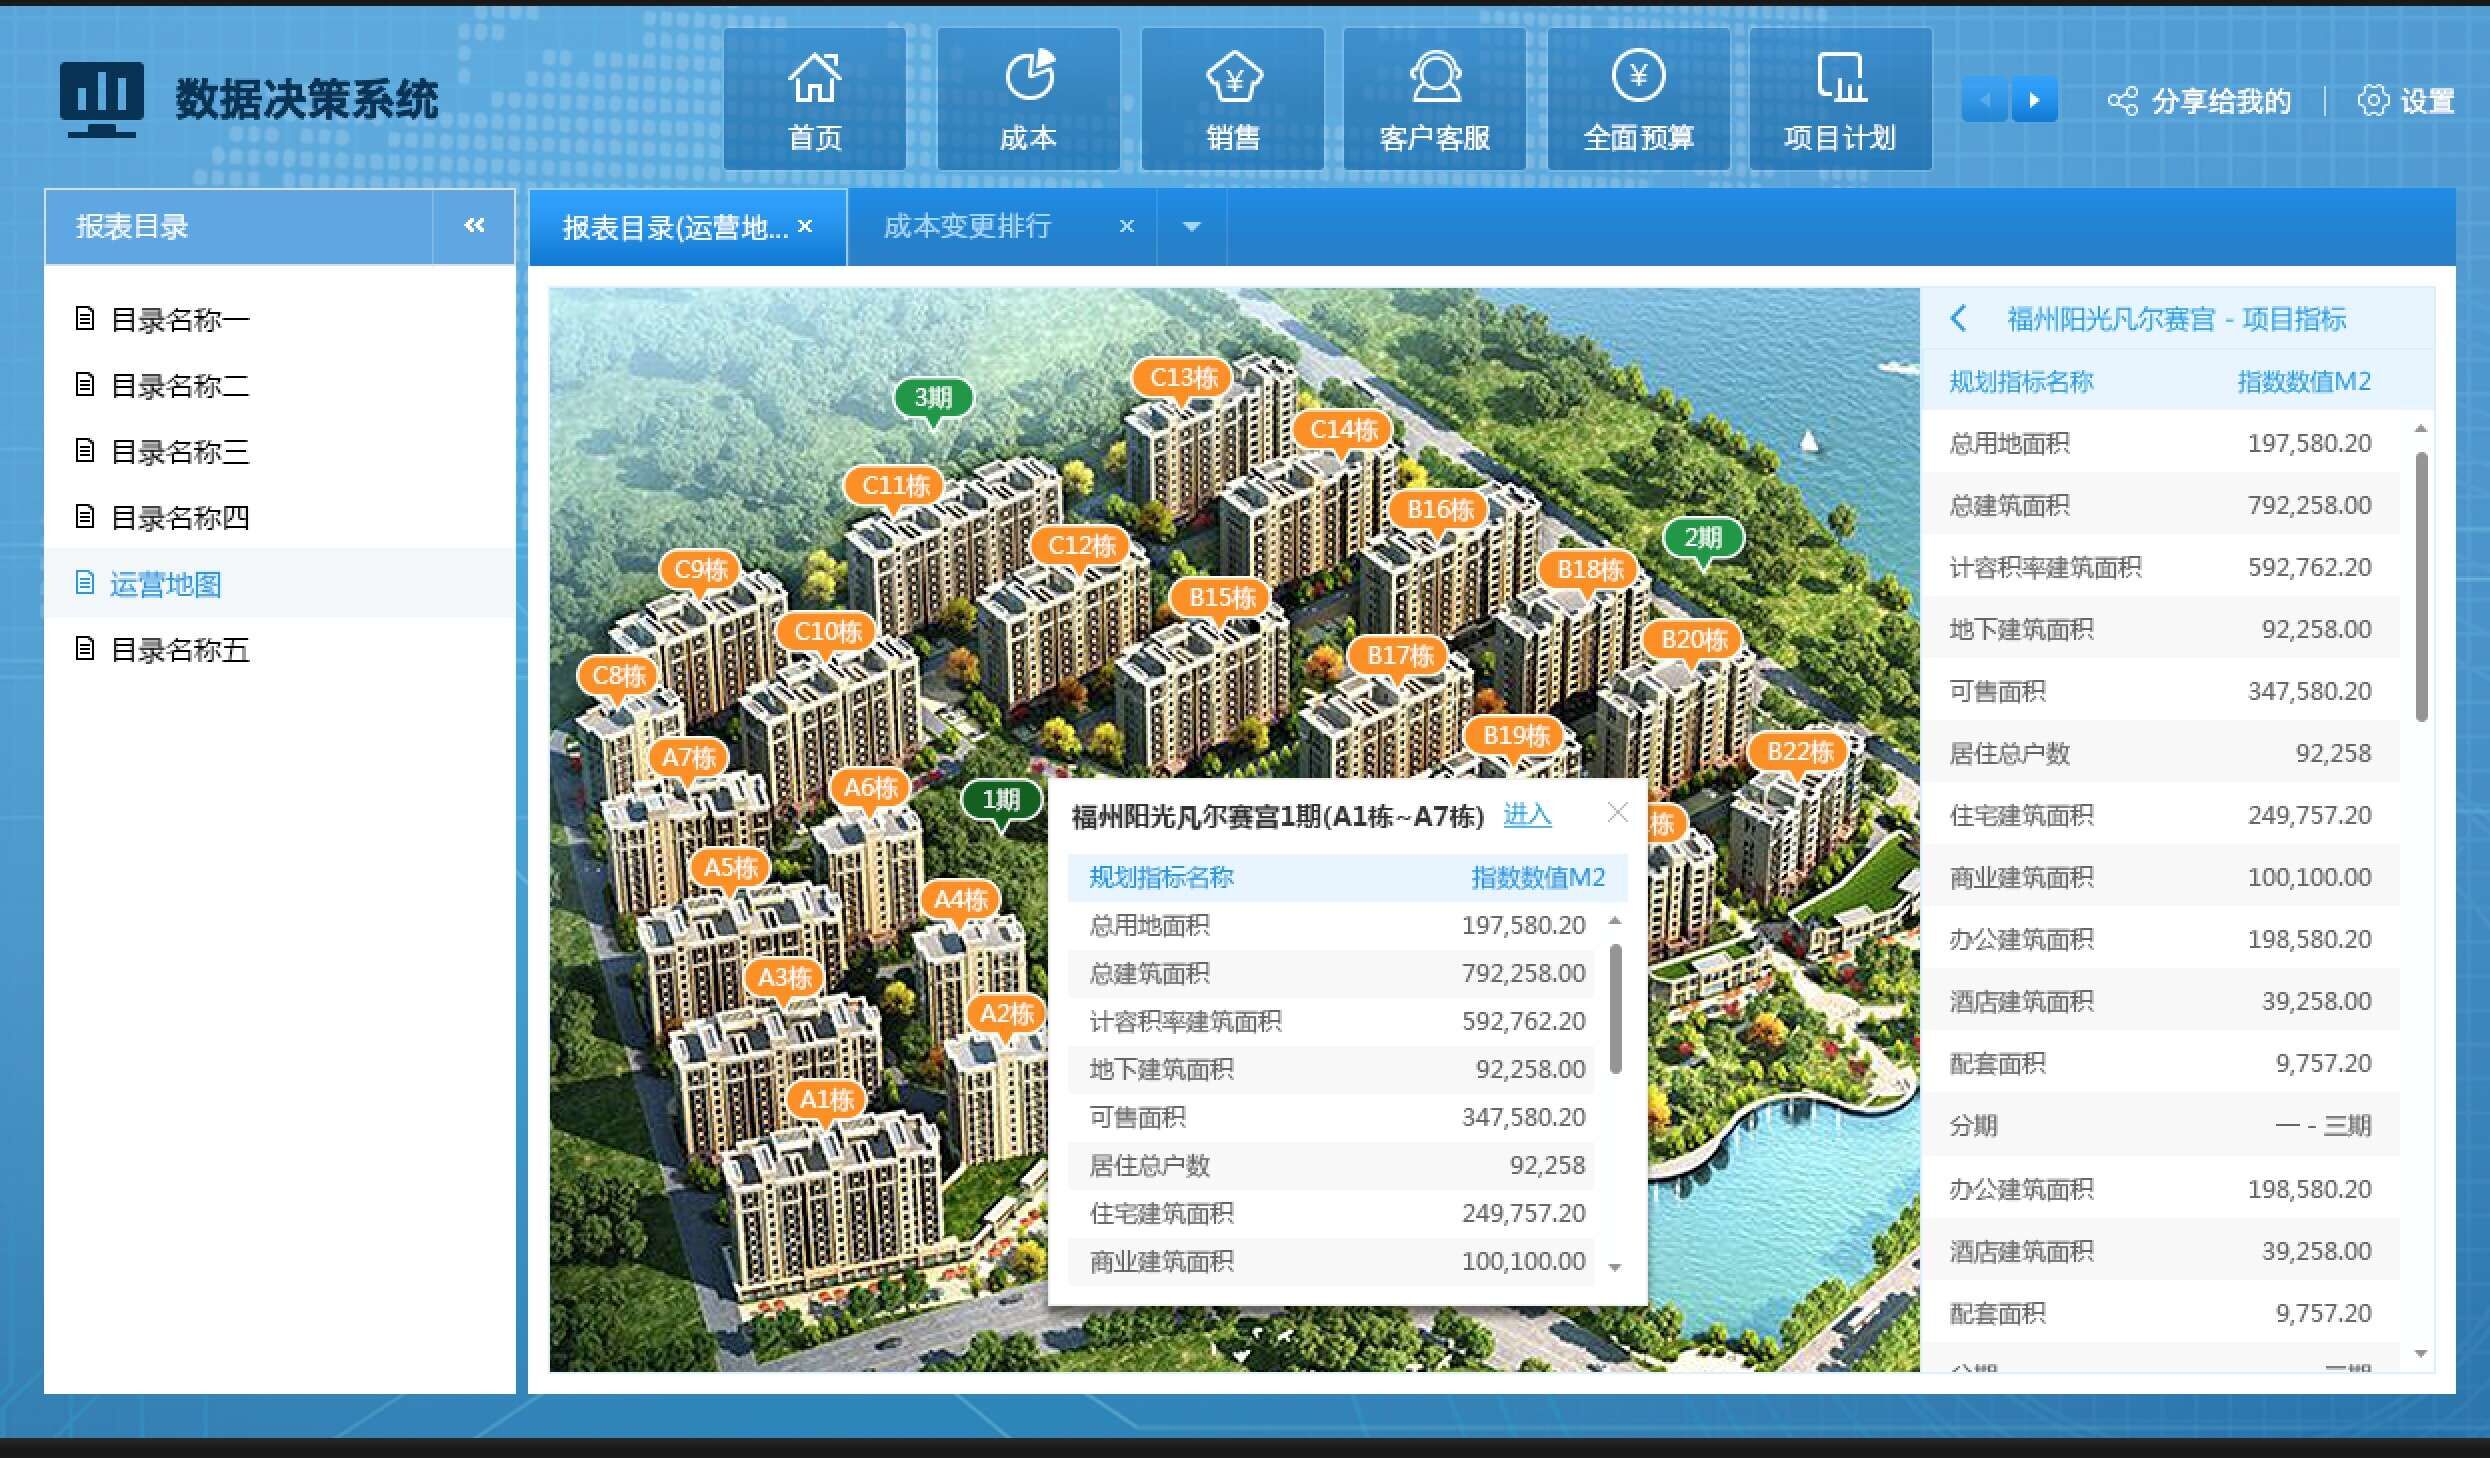 数据决策系统
首页
成本
销售
客户客服
全面预算
项目计划
分享给我的
设置
报表目录
报表目录(运营地...
成本变更排行
目录名称一
目录名称二
目录名称三
目录名称四
运营地图
目录名称五
3期
C13栋
C14栋
C11栋
B16栋
2期
C12栋
C9栋
B18栋
B15栋
C10栋
B20栋
B17栋
C8栋
B19栋
B22栋
A7栋
A6栋
1期
栋
A5栋
A4栋
A3栋
A2栋
A1栋
福州阳光凡尔赛宫1期(A1栋~A7栋) 进入
规划指标名称 指数数值M2
总用地面积 197,580.20
总建筑面积 792,258.00
计容积率建筑面积 592,762.20
地下建筑面积 92,258.00
可售面积 347,580.20
居住总户数 92,258
住宅建筑面积 249,757.20
商业建筑面积 100,100.00
福州阳光凡尔赛宫 - 项目指标
规划指标名称 指数数值M2
总用地面积 197,580.20
总建筑面积 792,258.00
计容积率建筑面积 592,762.20
地下建筑面积 92,258.00
可售面积 347,580.20
居住总户数 92,258
住宅建筑面积 249,757.20
商业建筑面积 100,100.00
办公建筑面积 198,580.20
酒店建筑面积 39,258.00
配套面积 9,757.20
分期 一 - 三期
办公建筑面积 198,580.20
酒店建筑面积 39,258.00
配套面积 9,757.20